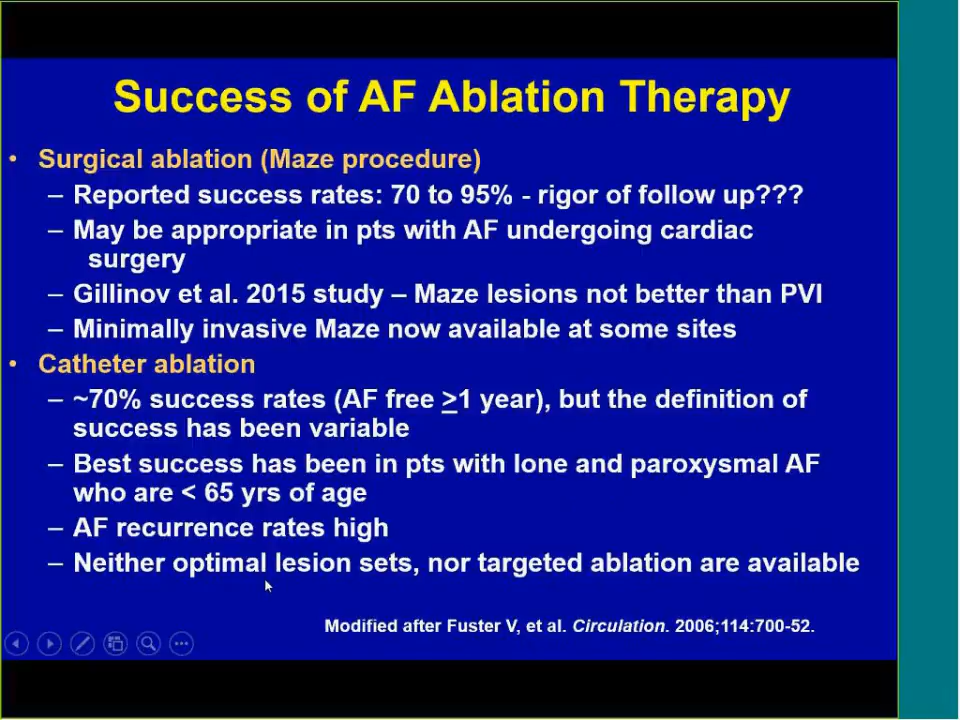 Success of AF Ablation Therapy
• Surgical ablation (Maze procedure)
– Reported success rates: 70 to 95% - rigor of follow up???
– May be appropriate in pts with AF undergoing cardiac
surgery
– Gillinov et al. 2015 study – Maze lesions not better than PVI
– Minimally invasive Maze now available at some sites
• Catheter ablation
– ~70% success rates (AF free ≥1 year), but the definition of
success has been variable
– Best success has been in pts with lone and paroxysmal AF
who are < 65 yrs of age
– AF recurrence rates high
– Neither optimal lesion sets, nor targeted ablation are available
Modified after Fuster V, et al. Circulation. 2006;114:700-52.